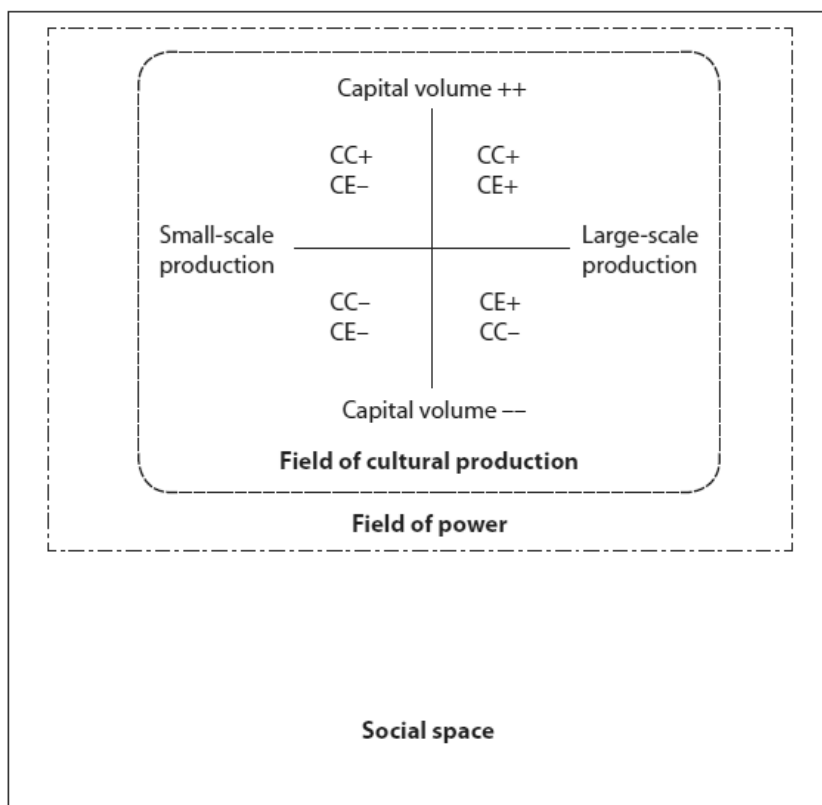 Capital volume ++
CC+
CE–
CC+
CE+
Small-scale
production
Large-scale
production
CC–
CE–
CE+
CC–
Capital volume ––
Field of cultural production
Field of power
Social space